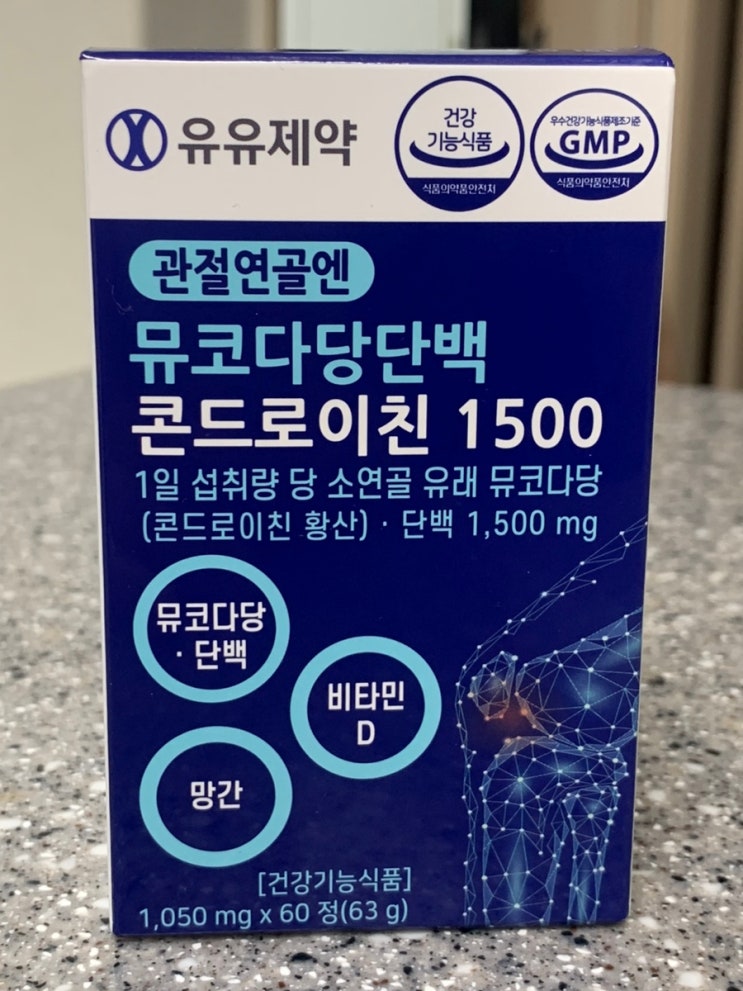 유유제약
건강
기능식품
식품의약품안전처
우수건강기능식품제조기준
GMP
식품의약품안전처
관절연골엔
뮤코다당단백
콘드로이친 1500
1일 섭취량 당 소연골 유래 뮤코다당
(콘드로이친 황산) · 단백 1,500 mg
뮤코다당
· 단백
비타민
D
망간
[건강기능식품]
1,050 mg x 60 정(63 g)